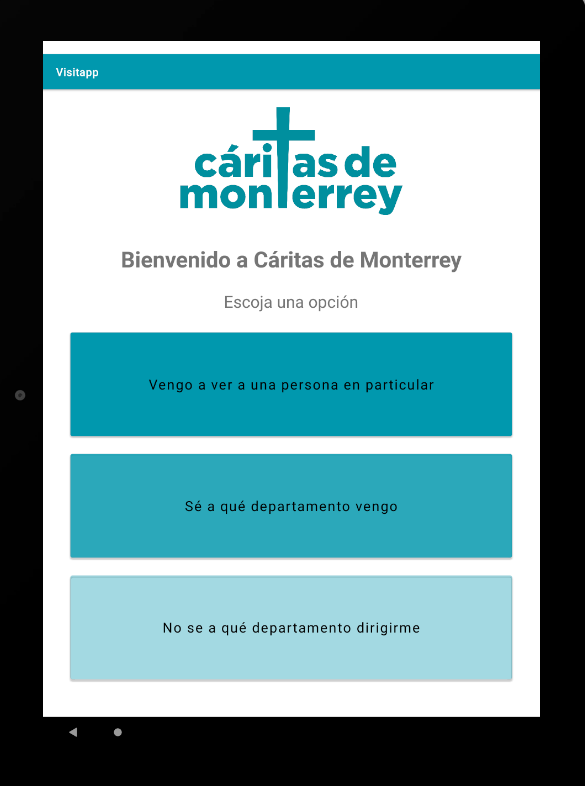 Visitapp
cáritas de
monterrey
Bienvenido a Cáritas de Monterrey
Escoja una opción
Vengo a ver a una persona en particular
Sé a qué departamento vengo
No se a qué departamento dirigirme